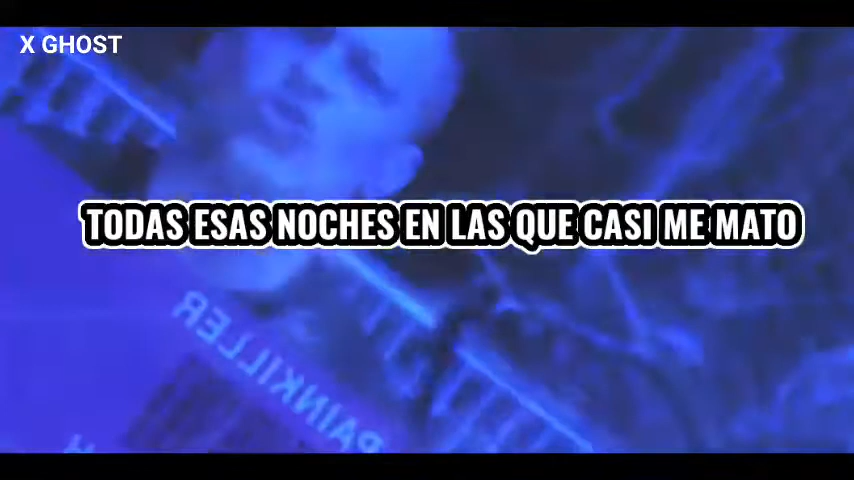 X GHOST
TODAS ESAS NOCHES EN LAS QUE CASI ME MATO
PAINKILLER